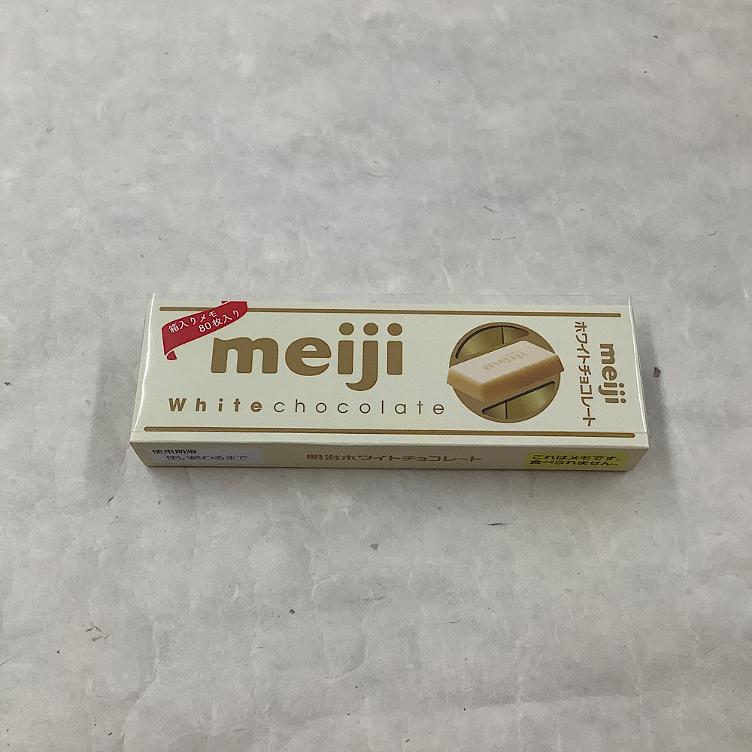 箱入りメモ
80枚入り
meiji
White chocolate
meiji
meiji
ホワイトチョコレート
使用期限
使い終わるまで
明治ホワイトチョコレート
これはメモです。
食べられません。